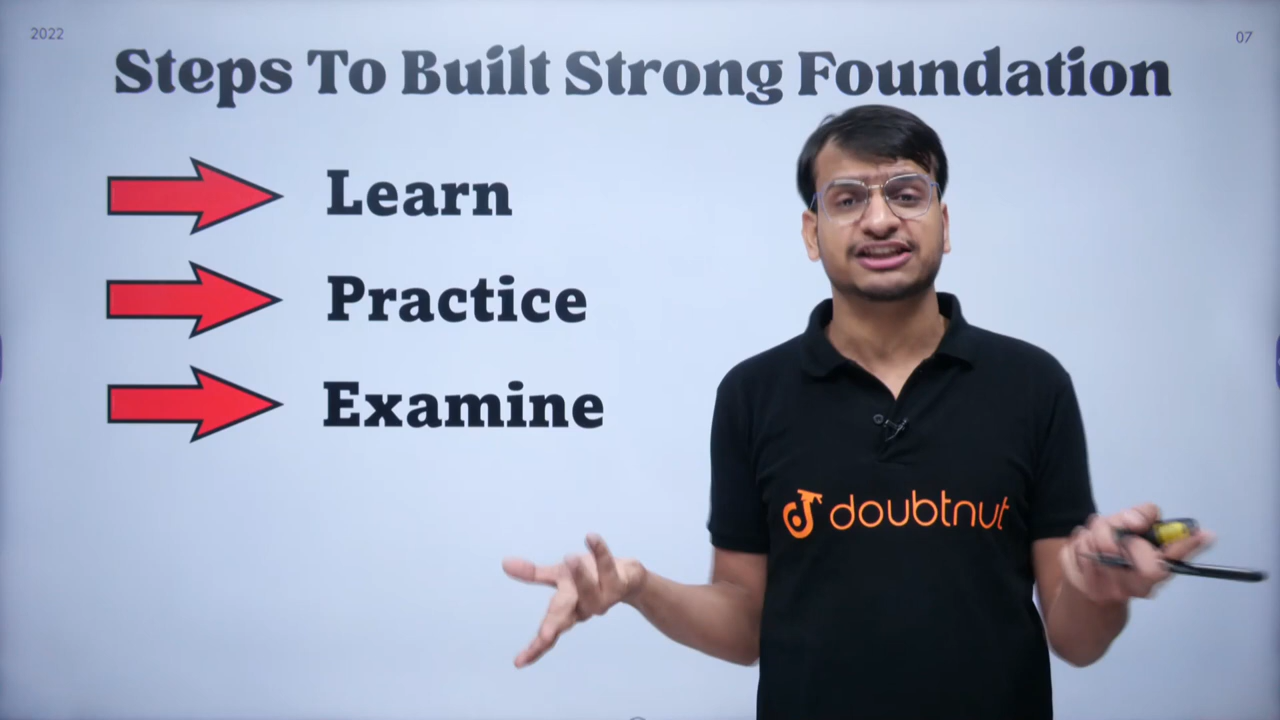 2022
07
Steps To Built Strong Foundation
Learn
Practice
Examine
doubtnut